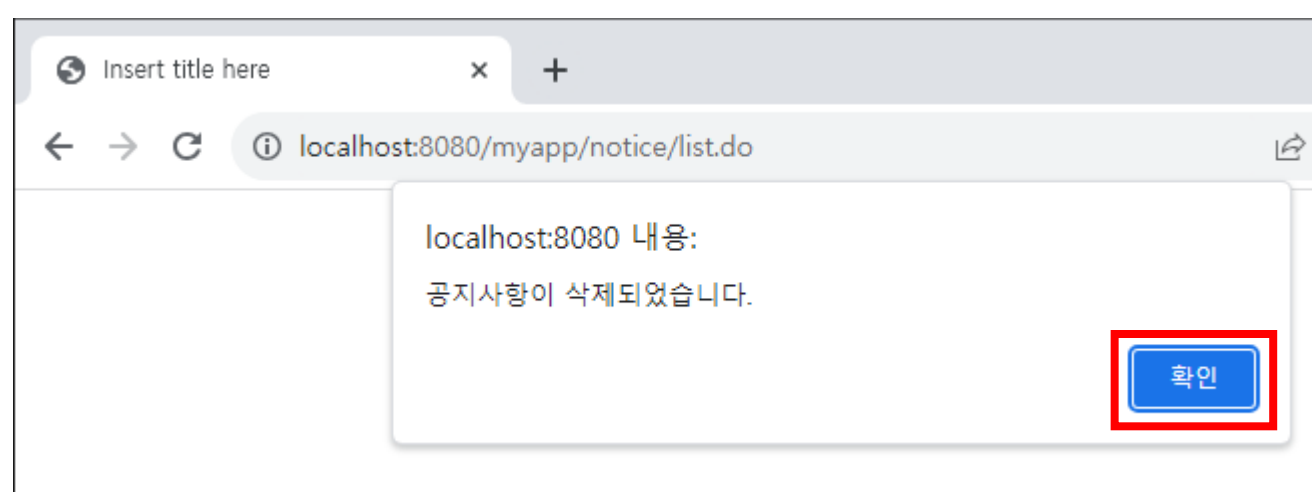 Insert title here
localhost:8080/myapp/notice/list.do
localhost:8080 내용:
공지사항이 삭제되었습니다.
확인